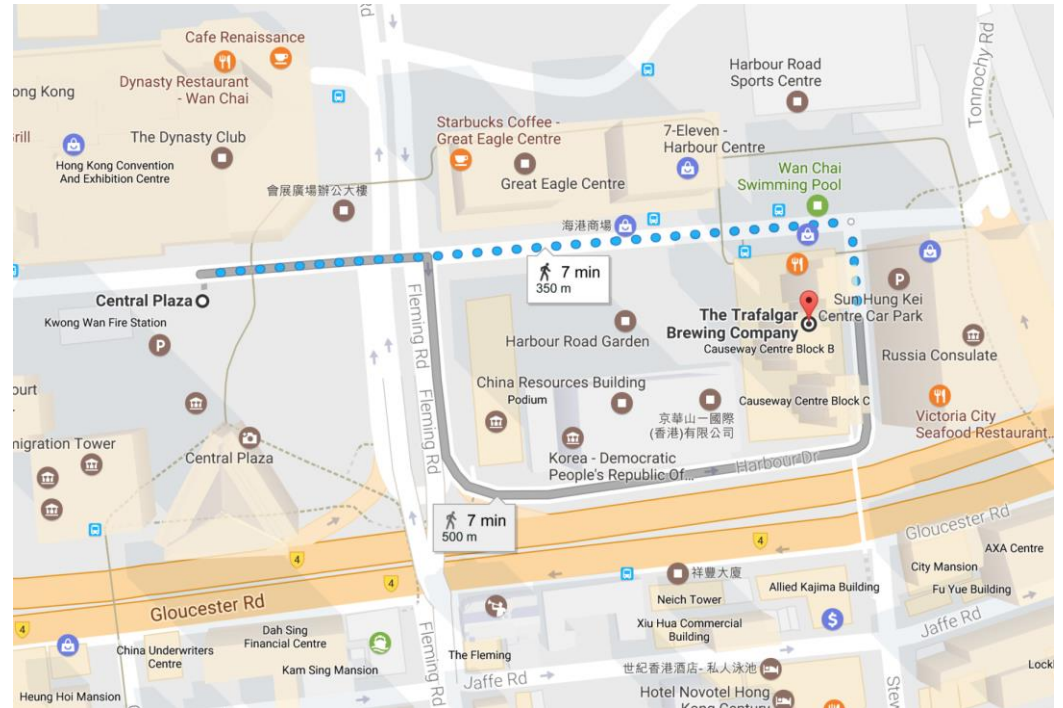 Cafe Renaissance
Dynasty Restaurant
- Wan Chai
ong Kong
rill
The Dynasty Club
Hong Kong Convention
And Exhibition Centre
會展廣場辦公大樓
Starbucks Coffee -
Great Eagle Centre
Great Eagle Centre
7-Eleven -
Harbour Centre
Harbour Road
Sports Centre
Tonnochy Rd
Wan Chai
Swimming Pool
海港商場
7 min
350 m
Central Plaza
Kwong Wan Fire Station
P
Fleming Rd
Harbour Road Garden
The Trafalgar
Brewing Company
Causeway Centre Block B
P
Sun Hung Kei
Centre Car Park
Russia Consulate
China Resources Building
Podium
京華山一國際
(香港)有限公司
Causeway Centre Block C
Victoria City
Seafood Restaurant...
ourt
migration Tower
Central Plaza
Fleming Rd
Korea - Democratic
People's Republic Of...
Harbour Dr
7 min
500 m
Gloucester Rd
4
4
4
4
Gloucester Rd
祥豐大廈
Neich Tower
Allied Kajima Building
AXA Centre
City Mansion
Fu Yue Building
Xiu Hua Commercial
Building
$
Jaffe Rd
China Underwriters
Centre
Dah Sing
Financial Centre
Kam Sing Mansion
Heung Hoi Mansion
Fleming Rd
The Fleming
Jaffe Rd
世紀香港酒店- 私人泳池
Hotel Novotel Hong
Kong Century
Stew
Lockl